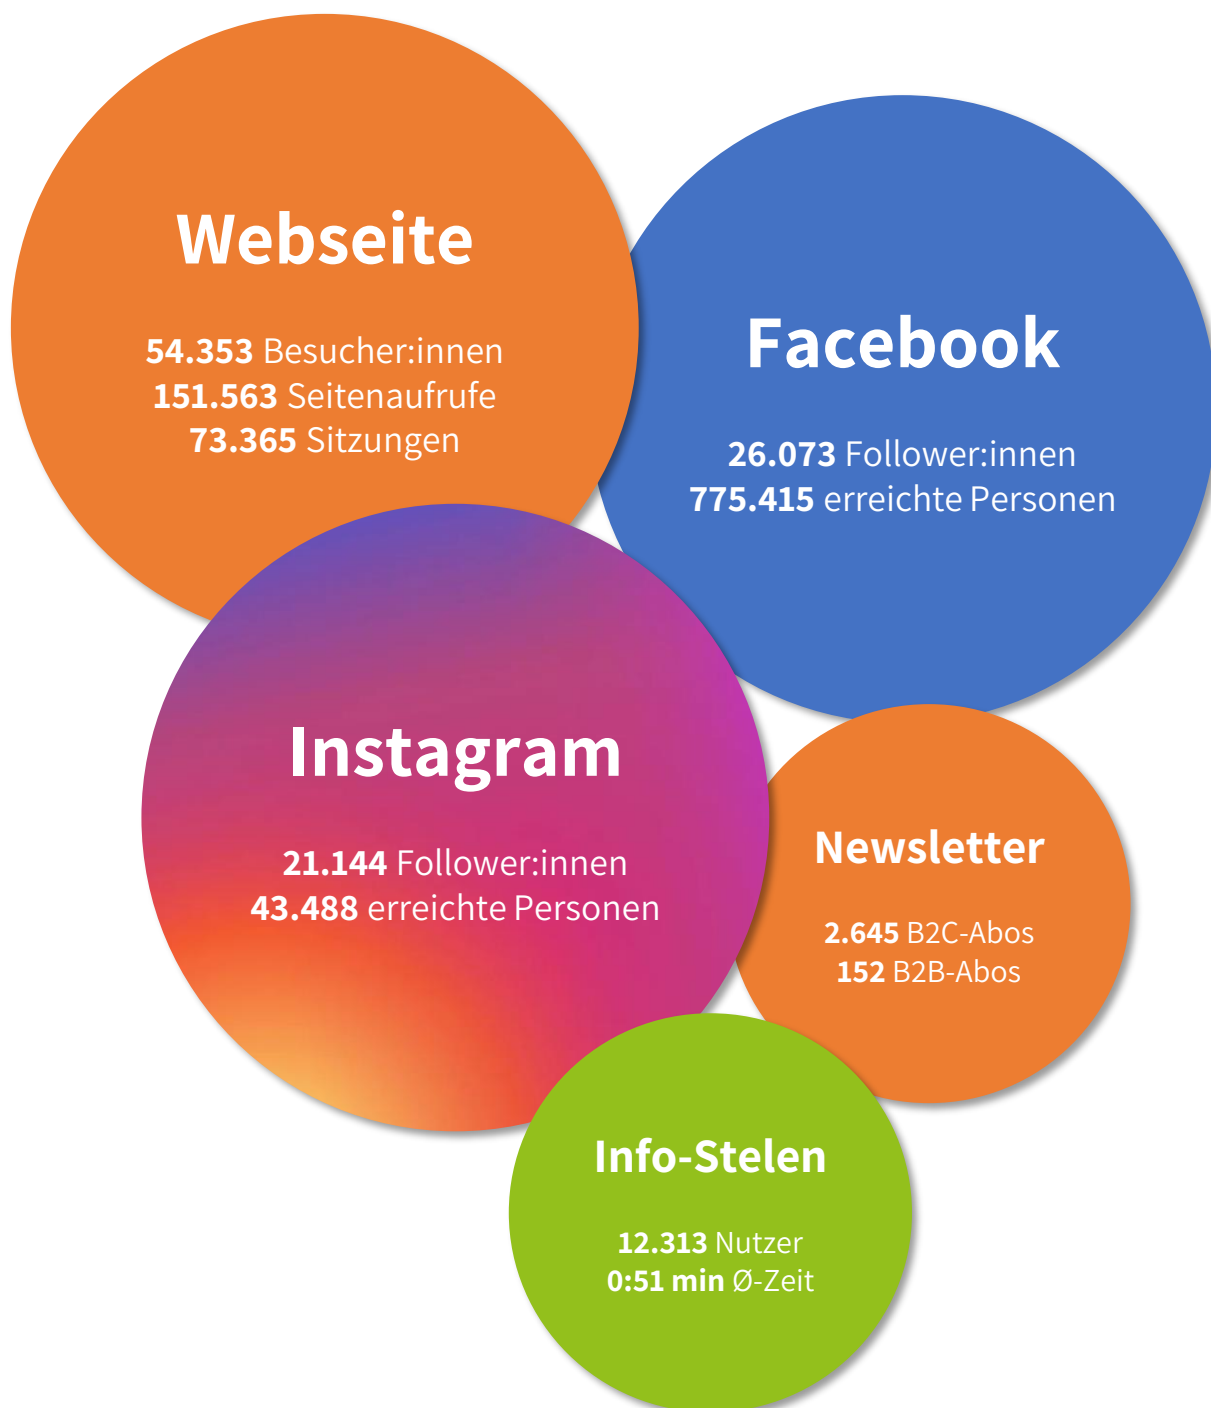 Webseite
54.353 Besucher:innen
151.563 Seitenaufrufe
73.365 Sitzungen
Facebook
26.073 Follower:innen
775.415 erreichte Personen
Instagram
21.144 Follower:innen
43.488 erreichte Personen
Newsletter
2.645 B2C-Abos
152 B2B-Abos
Info-Stelen
12.313 Nutzer
0:51 min Ø-Zeit